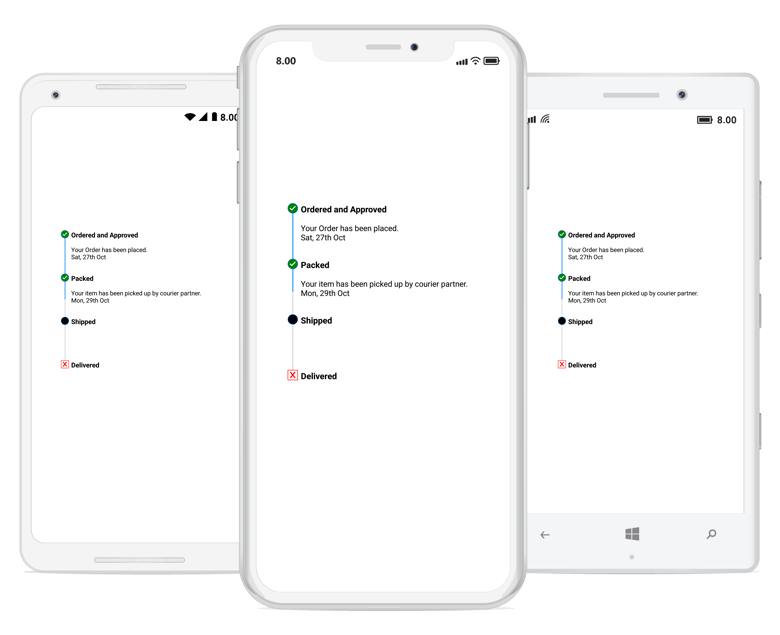 8.00
Ordered and Approved
Your Order has been placed.
Sat, 27th Oct
Packed
Your item has been picked up by courier partner.
Mon, 29th Oct
Shipped
Delivered
8.00
Ordered and Approved
Your Order has been placed.
Sat, 27th Oct
Packed
Your item has been picked up by courier partner.
Mon, 29th Oct
Shipped
X Delivered
8.00
Ordered and Approved
Your Order has been placed.
Sat, 27th Oct
Packed
Your item has been picked up by courier partner.
Mon, 29th Oct
Shipped
Delivered